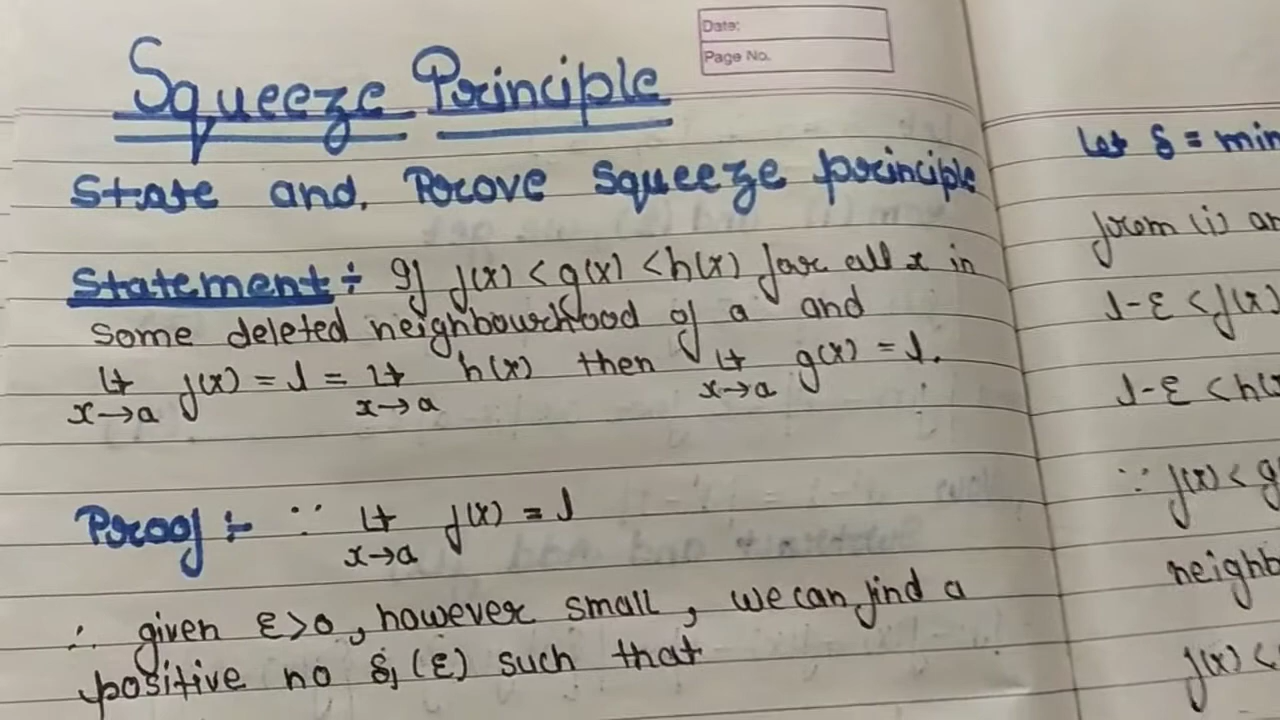 Date:
Page No.
Squeeze Principle
State and. Prove Squeeze principle
Statement ÷ If f(x) < g(x) < h(x) for all x in
some deleted neighbourhood of a and
lt x→a f(x) = l = lt x→a h(x) then lt x→a g(x) = l.
Proof :- ∵ lt x→a f(x) = l
∴ given ε>0, however small, we can find a
positive no δ₁(ε) such that
Let δ = min
from (i) an
l-ε < f(x)
l-ε < h(x
∵ f(x) < g
neighb
f(x) <